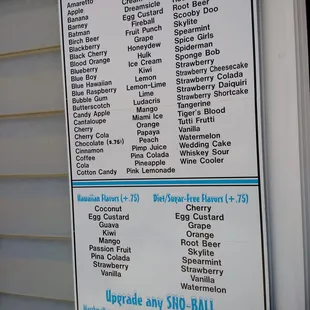 Amaretto
Apple
Banana
Barney
Batman
Birch Beer
Blackberry
Black Cherry
Blood Orange
Blueberry
Blue Boy
Blue Hawaiian
Blue Raspberry
Bubble Gum
Butterscotch
Candy Apple
Cantaloupe
Cherry
Cherry Cola
Chocolate (+.75¢)
Cinnamon
Coffee
Cola
Cotton Candy
Dreamsicle
Egg Custard
Fireball
Fruit Punch
Grape
Honeydew
Hulk
Ice Cream
Kiwi
Lemon
Lemon-Lime
Lime
Ludacris
Mango
Miami Ice
Orange
Papaya
Peach
Pimp Juice
Pina Colada
Pineapple
Pink Lemonade
Root Beer
Scooby Doo
Skylite
Spearmint
Spice Girls
Spiderman
Sponge Bob
Strawberry
Strawberry Cheesecake
Strawberry Colada
Strawberry Daiquiri
Strawberry Shortcake
Tangerine
Tiger's Blood
Tutti Frutti
Vanilla
Watermelon
Wedding Cake
Whiskey Sour
Wine Cooler
Hawaiian Flavors (+.75)
Coconut
Egg Custard
Guava
Kiwi
Mango
Passion Fruit
Pina Colada
Strawberry
Vanilla
Diet/Sugar-Free Flavors (+.75)
Cherry
Egg Custard
Grape
Orange
Root Beer
Skylite
Spearmint
Strawberry
Vanilla
Watermelon
Upgrade any SNO-BALL